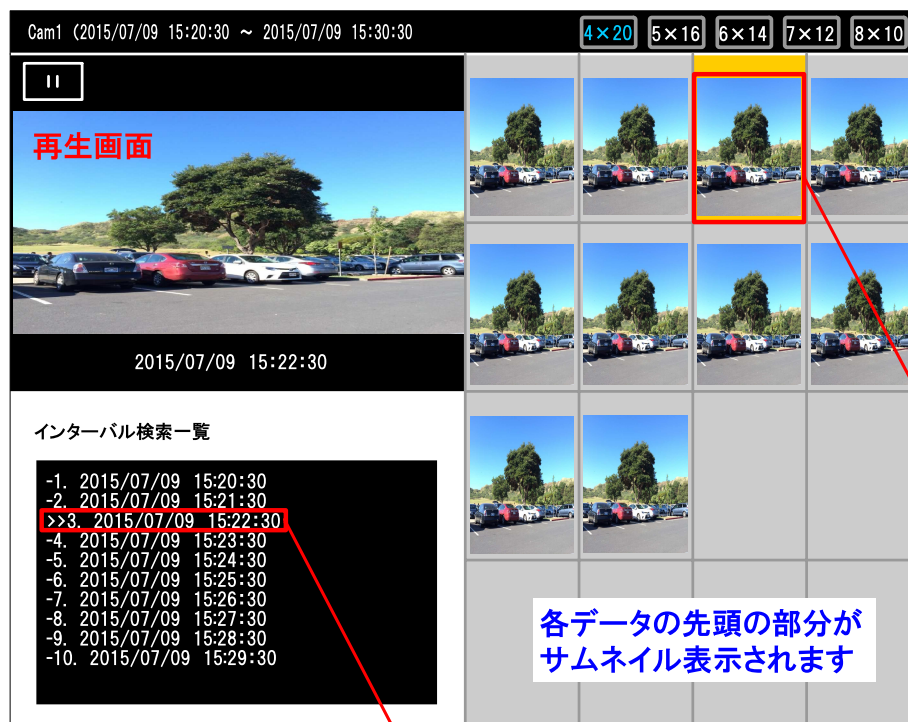 Cam1 (2015/07/09 15:20:30 ~ 2015/07/09 15:30:30
4×20 5×16 6×14 7×12 8×10
再生画面
2015/07/09 15:22:30
インターバル検索一覧
-1. 2015/07/09 15:20:30
-2. 2015/07/09 15:21:30
>>3. 2015/07/09 15:22:30
-4. 2015/07/09 15:23:30
-5. 2015/07/09 15:24:30
-6. 2015/07/09 15:25:30
-7. 2015/07/09 15:26:30
-8. 2015/07/09 15:27:30
-9. 2015/07/09 15:28:30
-10. 2015/07/09 15:29:30
各データの先頭の部分が
サムネイル表示されます